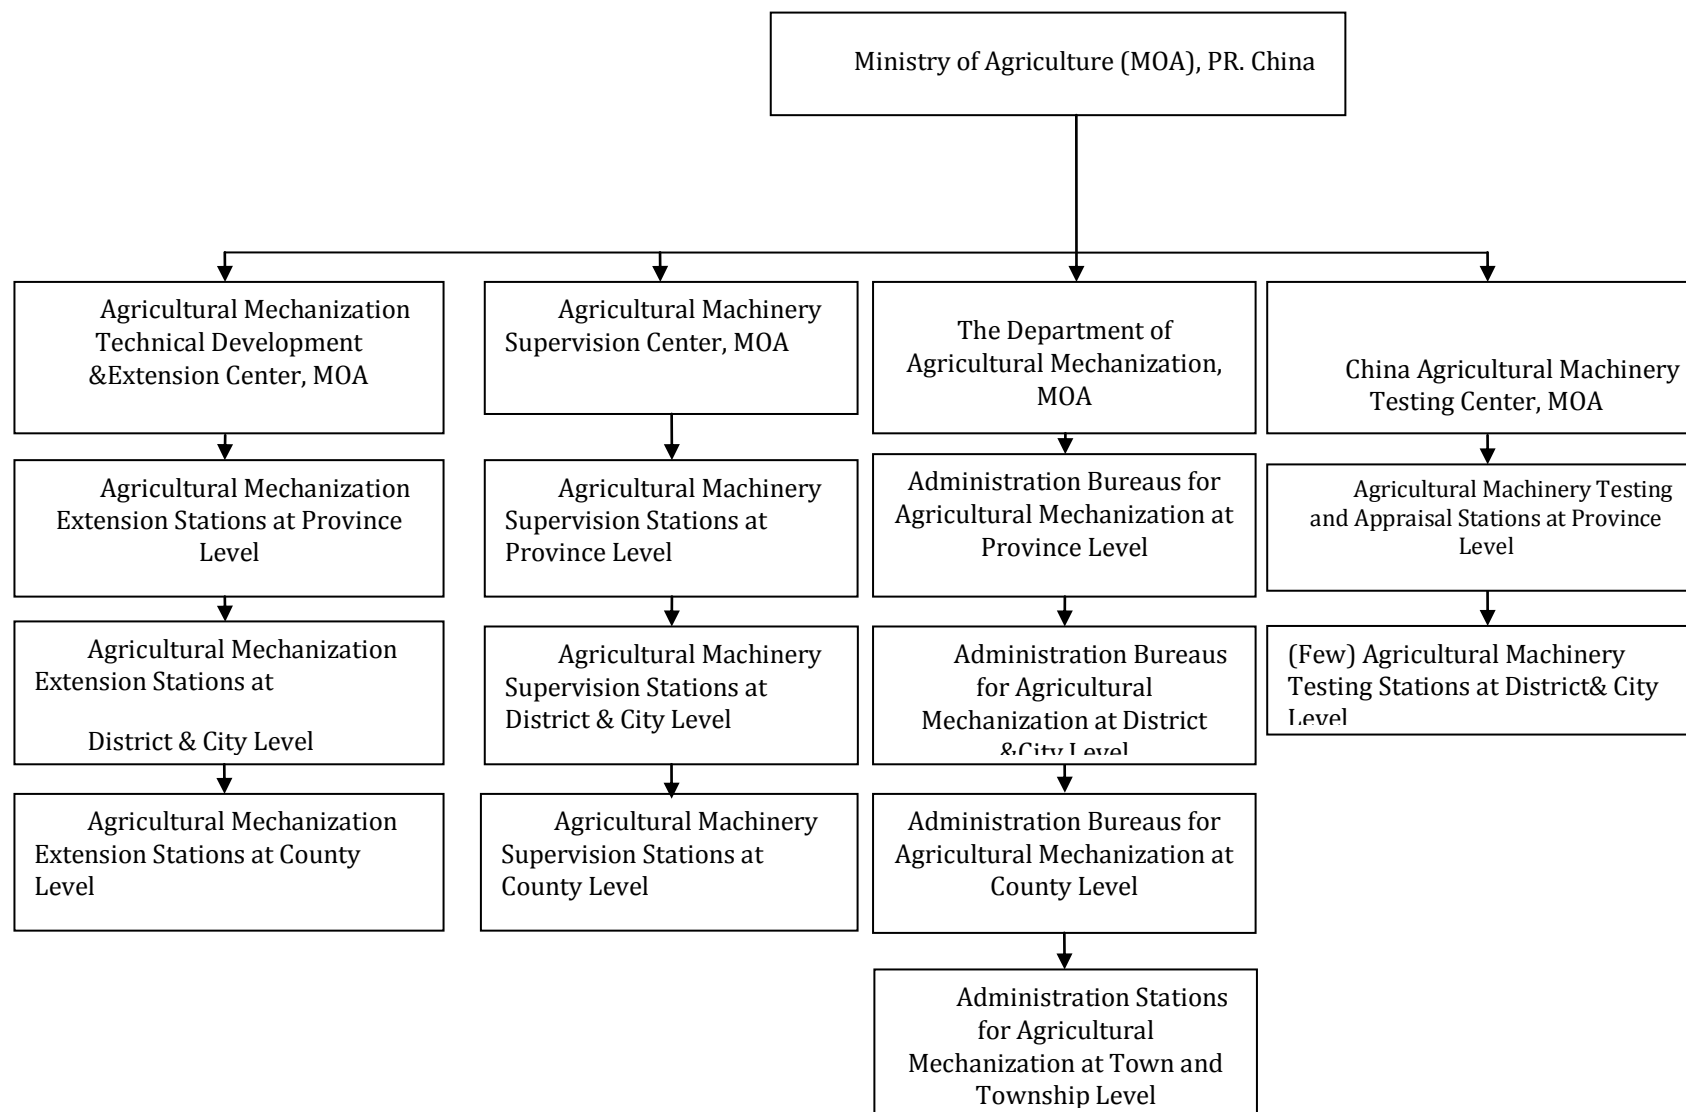 Ministry of Agriculture (MOA), PR. China
Agricultural Mechanization
Technical Development
&Extension Center, MOA
Agricultural Machinery
Supervision Center, MOA
The Department of
Agricultural Mechanization,
MOA
China Agricultural Machinery
Testing Center, MOA
Agricultural Mechanization
Extension Stations at Province
Level
Agricultural Machinery
Supervision Stations at
Province Level
Administration Bureaus for
Agricultural Mechanization at
Province Level
Agricultural Machinery Testing
and Appraisal Stations at Province
Level
Agricultural Mechanization
Extension Stations at
District & City Level
Agricultural Machinery
Supervision Stations at
District & City Level
Administration Bureaus
for Agricultural
Mechanization at District
&City Level
(Few) Agricultural Machinery
Testing Stations at District& City
Level
Agricultural Mechanization
Extension Stations at County
Level
Agricultural Machinery
Supervision Stations at
County Level
Administration Bureaus for
Agricultural Mechanization at
County Level
Administration Stations
for Agricultural
Mechanization at Town and
Township Level